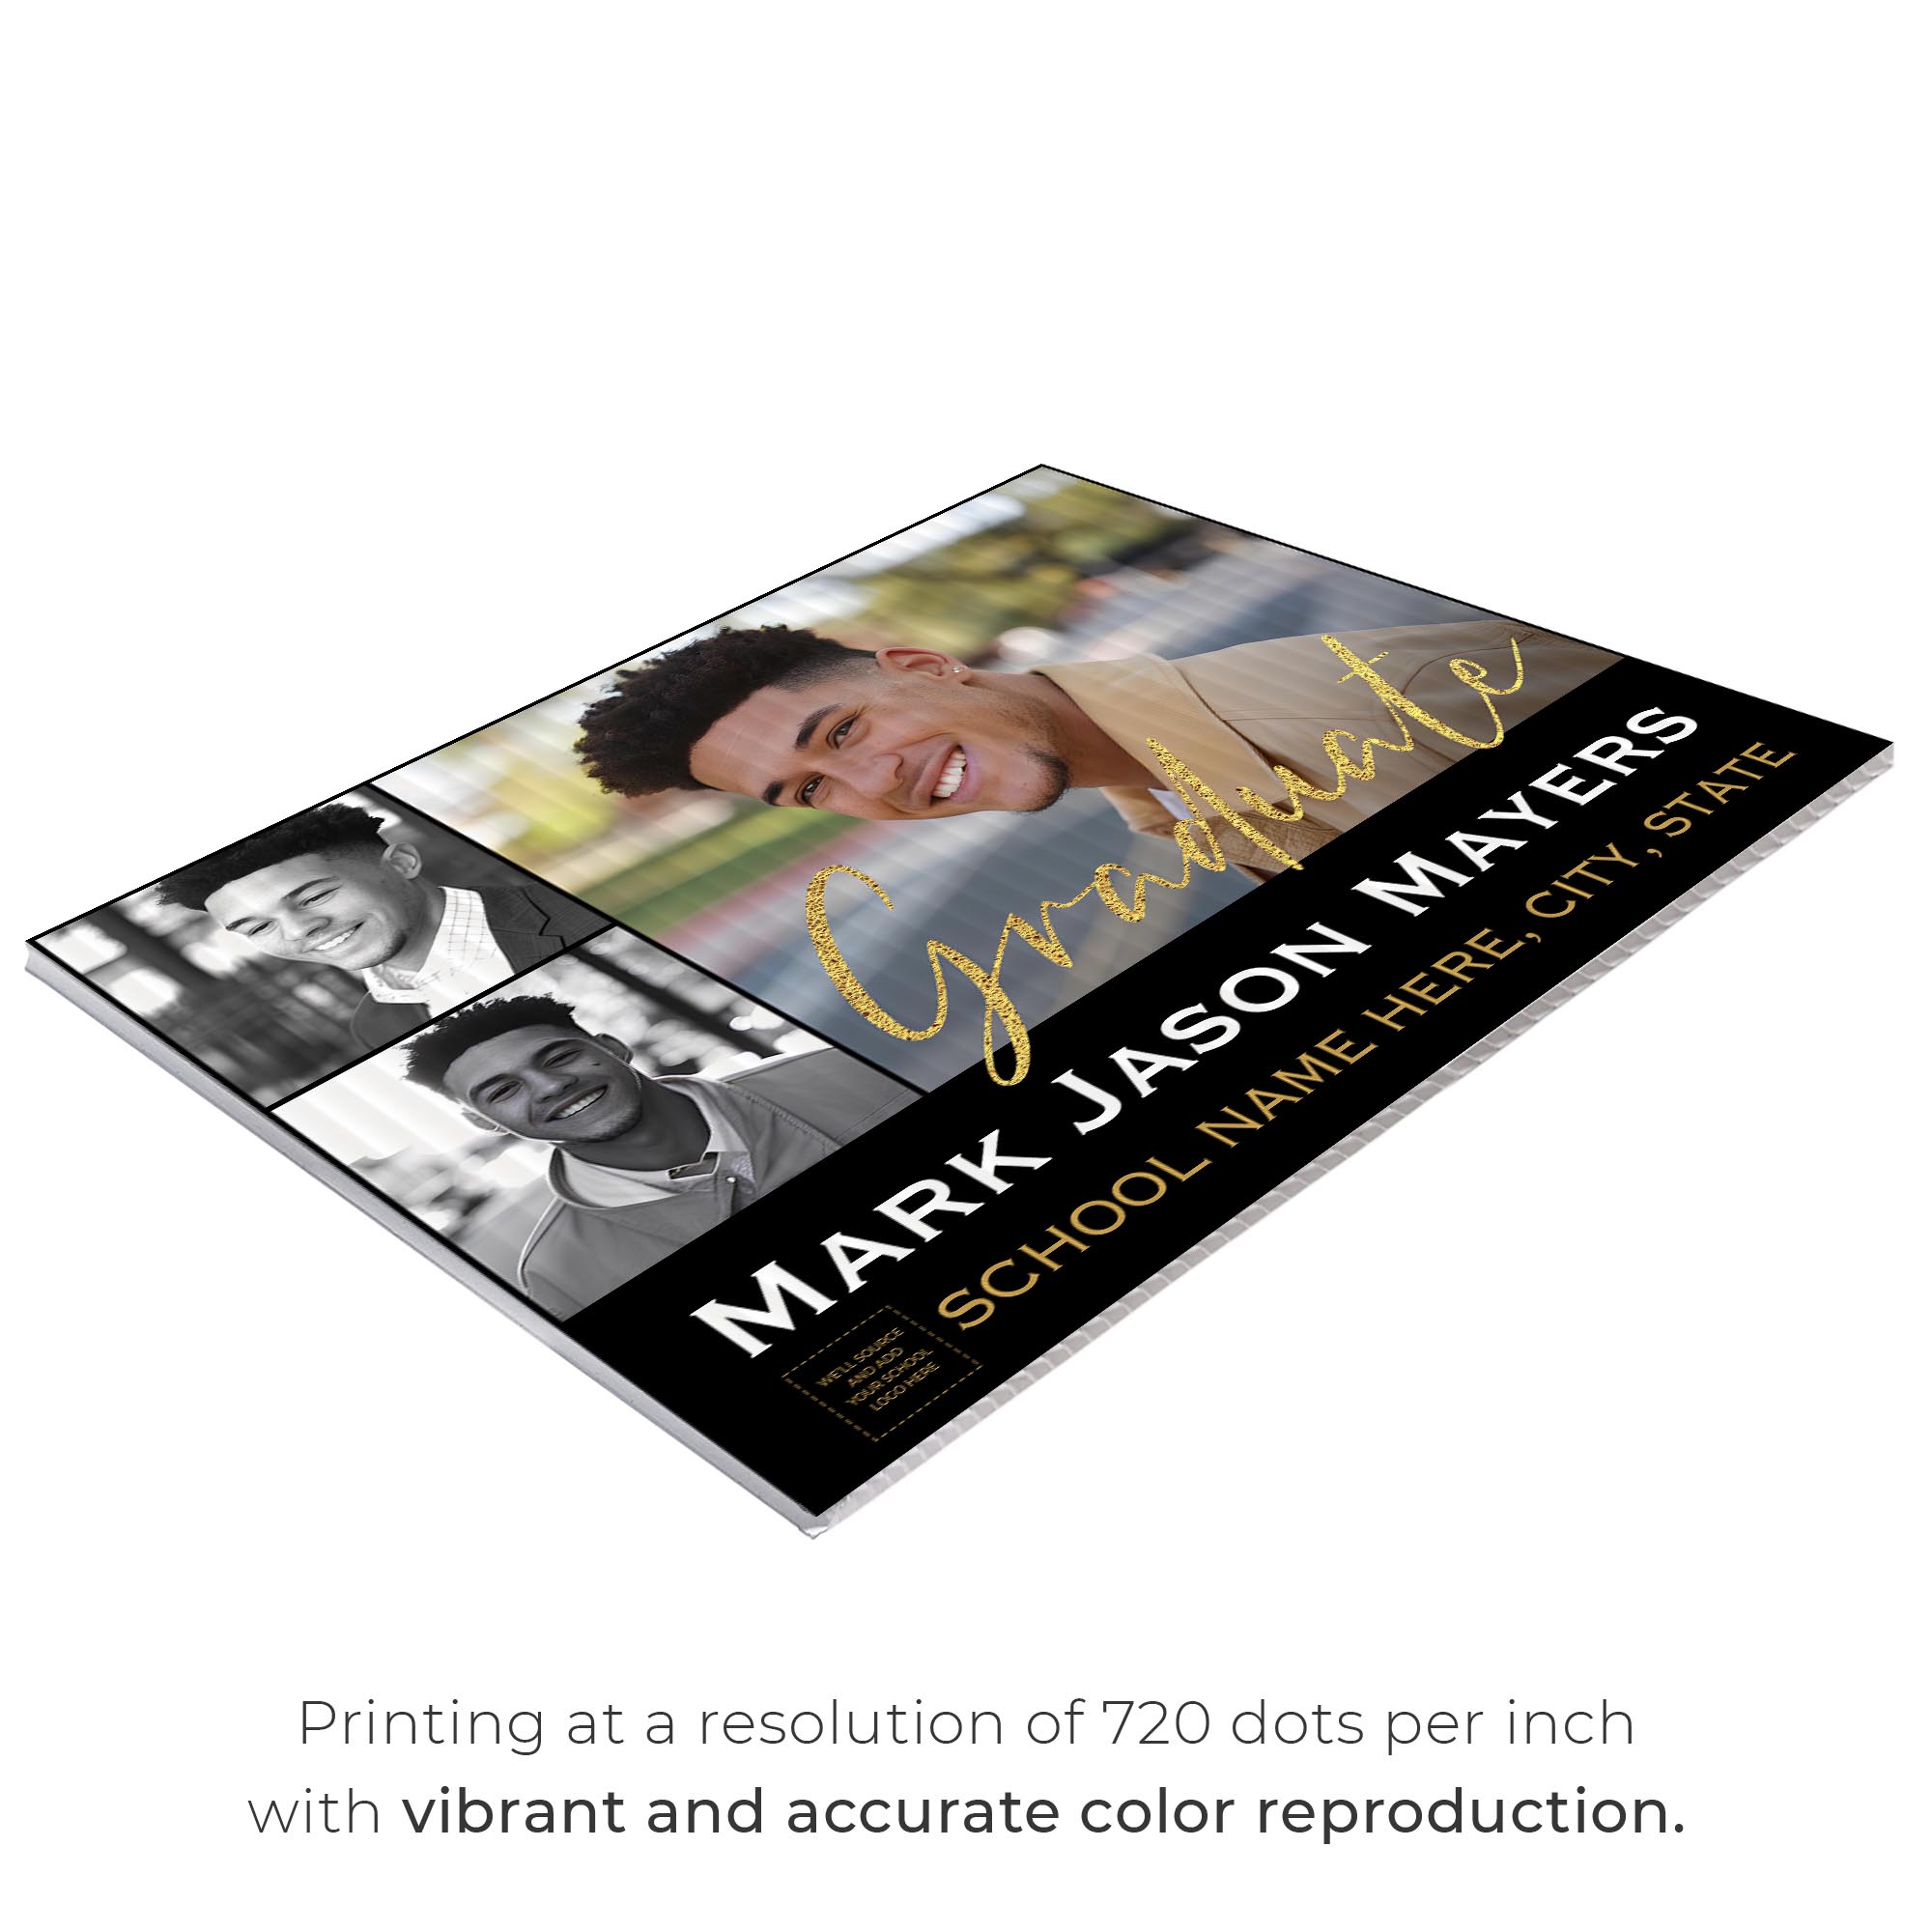 Graduate
MARK JASON MAYERS
SCHOOL NAME HERE, CITY, STATE
WE'LL SOURCE
AND ADD
YOUR SCHOOL
LOGO HERE
Printing at a resolution of 720 dots per inch
with vibrant and accurate color reproduction.